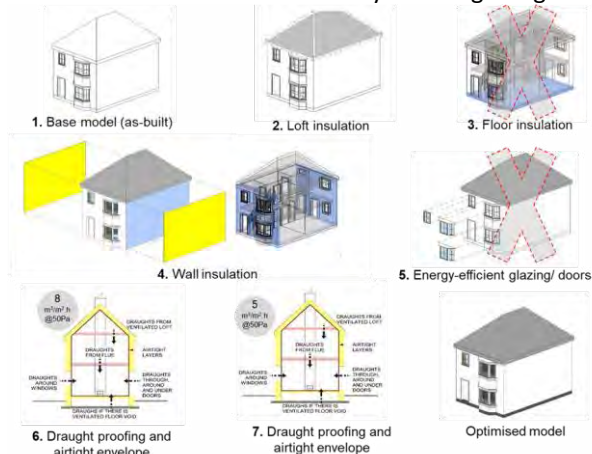 1. Base model (as-built)
2. Loft insulation
3. Floor insulation
4. Wall insulation
5. Energy-efficient glazing/ doors
8
m³/m².h
@50Pa
DRAUGHTS FROM
VENTILATED LOFT
DRAUGHTS
FROM FLUE
AIRTIGHT
LAYERS
DRAUGHTS
AROUND
WINDOWS
DRAUGHTS
THROUGH,
AROUND
AND UNDER
DOORS
DRAUGHS IF THERE IS
VENTILATED FLOOR VOID
6. Draught proofing and
airtight envelope
5
m³/m².h
@50Pa
DRAUGHTS FROM
VENTILATED LOFT
DRAUGHTS
FROM FLUE
AIRTIGHT
LAYERS
DRAUGHTS
AROUND
WINDOWS
DRAUGHTS
THROUGH,
AROUND
AND UNDER
DOORS
DRAUGHS IF THERE IS
VENTILATED FLOOR VOID
7. Draught proofing and
airtight envelope
Optimised model